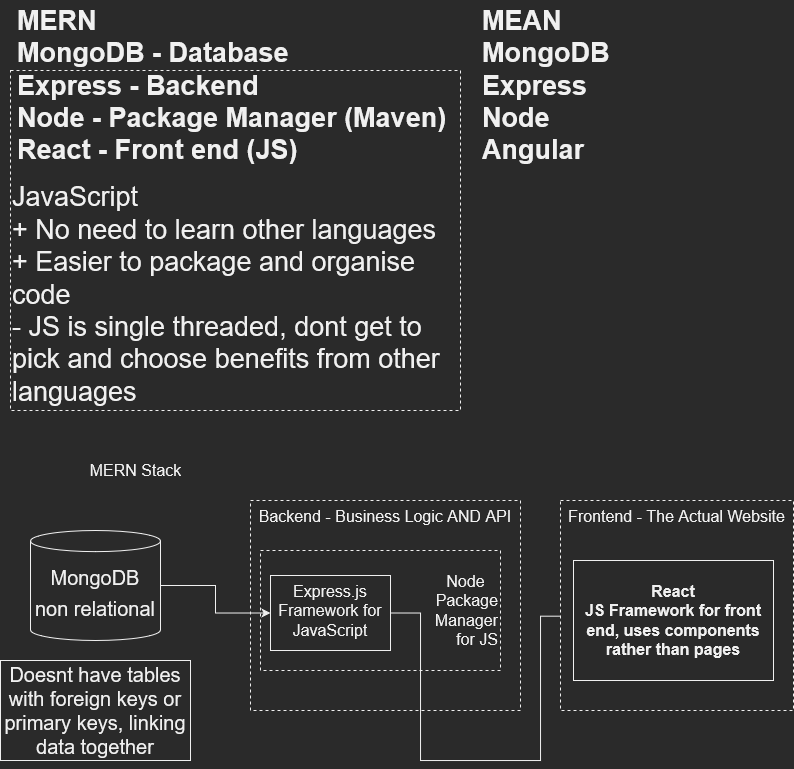 MERN
MongoDB - Database
Express - Backend
Node - Package Manager (Maven)
React - Front end (JS)
JavaScript
+ No need to learn other languages
+ Easier to package and organise
code
- JS is single threaded, dont get to
pick and choose benefits from other
languages
MEAN
MongoDB
Express
Node
Angular
MERN Stack
MongoDB
non relational
Doesnt have tables
with foreign keys or
primary keys, linking
data together
Backend - Business Logic AND API
Express.js
Framework for
JavaScript
Node
Package
Manager
for JS
Frontend - The Actual Website
React
JS Framework for front
end, uses components
rather than pages